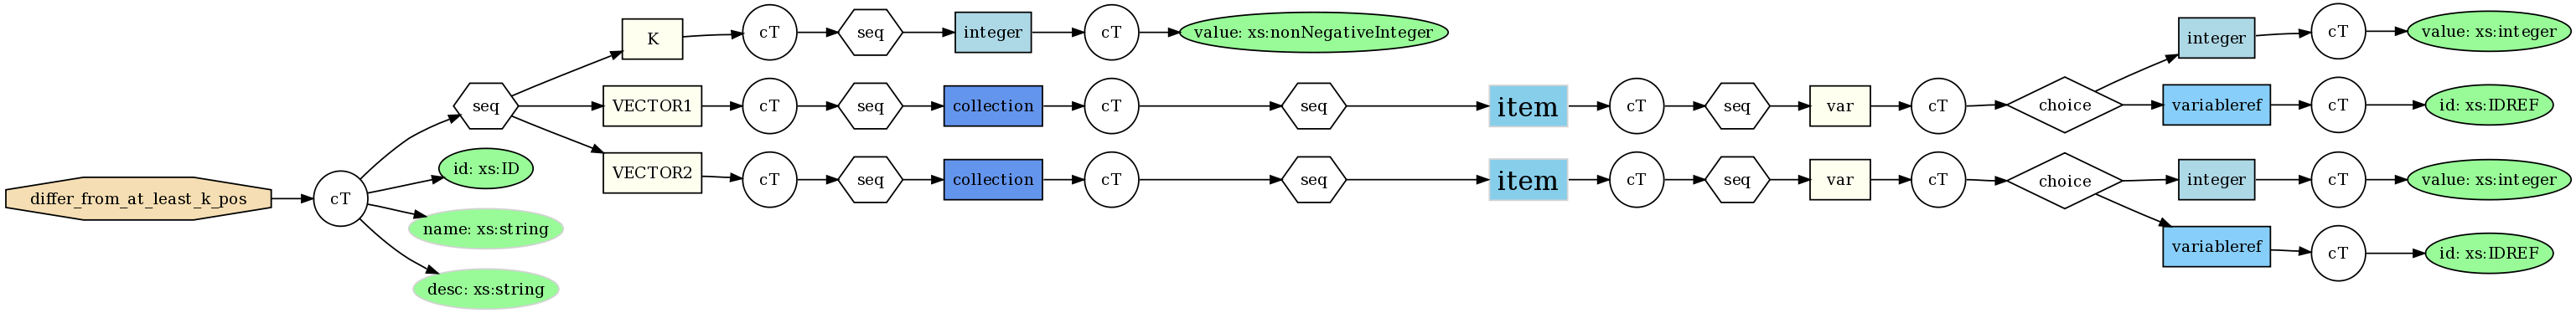 differ_from_at_least_k_pos
cT
seq
id: xs:ID
name: xs:string
desc: xs:string
K
cT
seq
integer
cT
value: xs:nonNegativeInteger
VECTOR1
cT
seq
collection
cT
seq
item
cT
seq
var
cT
choice
integer
cT
value: xs:integer
variableref
cT
id: xs:IDREF
VECTOR2
cT
seq
collection
cT
seq
item
cT
seq
var
cT
choice
integer
cT
value: xs:integer
variableref
cT
id: xs:IDREF